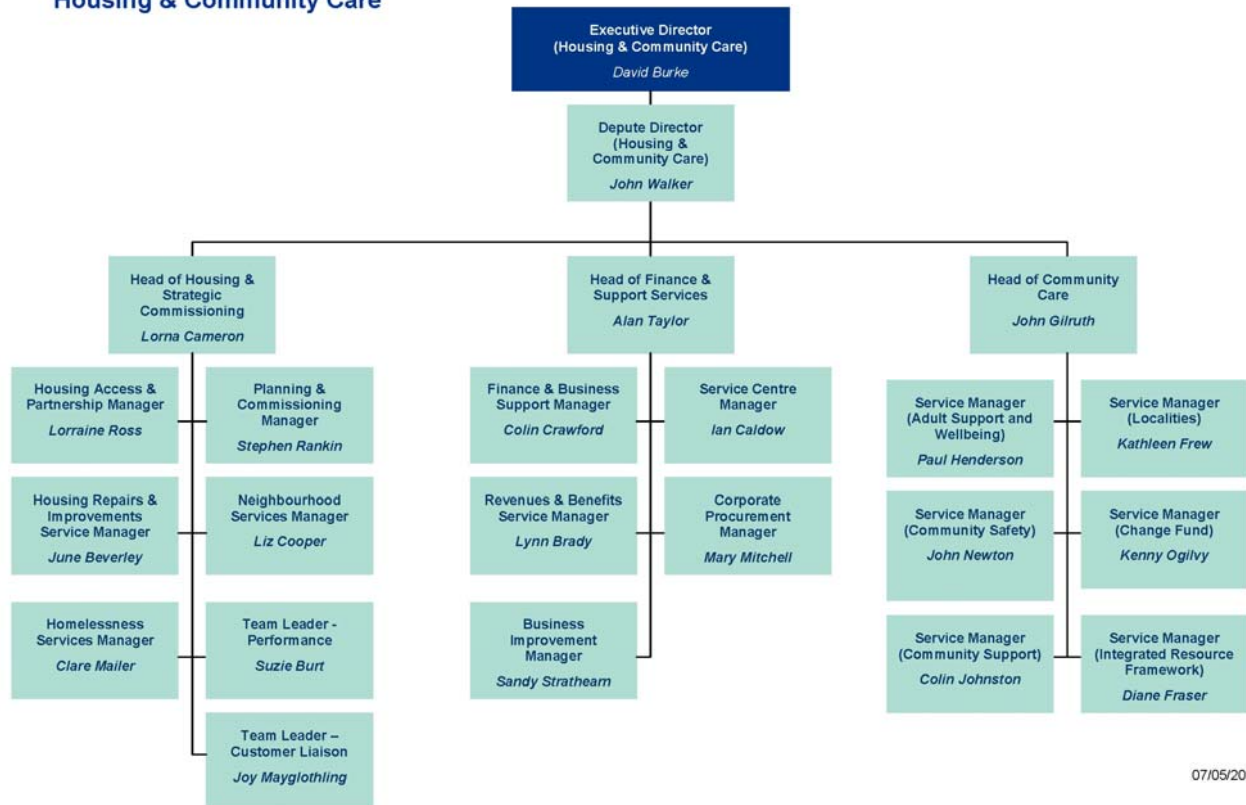 Housing & Community Care
Executive Director
(Housing & Community Care)
David Burke
Depute Director
(Housing &
Community Care)
John Walker
Head of Housing &
Strategic
Commissioning
Lorna Cameron
Head of Finance &
Support Services
Alan Taylor
Head of Community
Care
John Gilruth
Housing Access &
Partnership Manager
Lorraine Ross
Planning &
Commissioning
Manager
Stephen Rankin
Housing Repairs &
Improvements
Service Manager
June Beverley
Neighbourhood
Services Manager
Liz Cooper
Homelessness
Services Manager
Clare Mailer
Team Leader -
Performance
Suzie Burt
Team Leader –
Customer Liaison
Joy Mayglothling
Finance & Business
Support Manager
Colin Crawford
Service Centre
Manager
Ian Caldow
Revenues & Benefits
Service Manager
Lynn Brady
Corporate
Procurement
Manager
Mary Mitchell
Business
Improvement
Manager
Sandy Strathearn
Service Manager
(Adult Support and
Wellbeing)
Paul Henderson
Service Manager
(Localities)
Kathleen Frew
Service Manager
(Community Safety)
John Newton
Service Manager
(Change Fund)
Kenny Ogilvy
Service Manager
(Community Support)
Colin Johnston
Service Manager
(Integrated Resource
Framework)
Diane Fraser
07/05/20